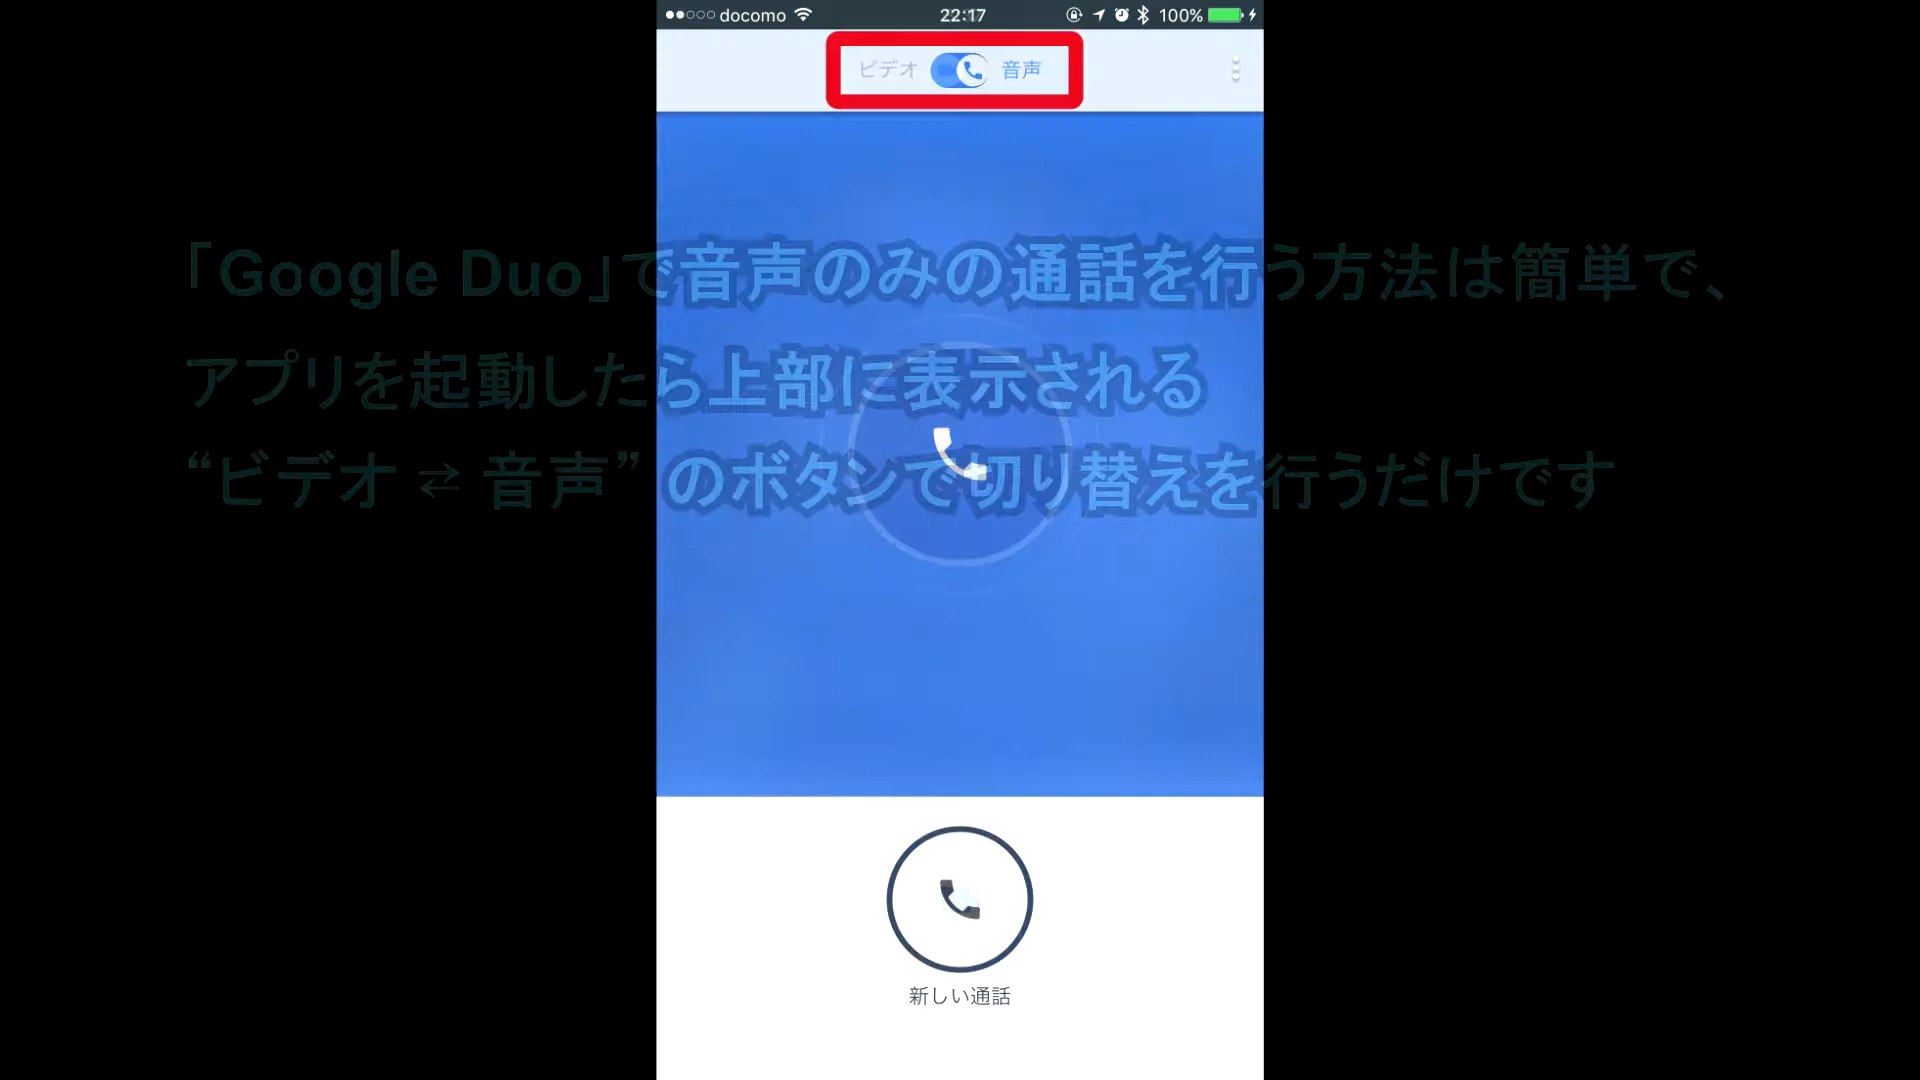 docomo 22:17 100%
ビデオ 音声
「Google Duo」で音声のみの通話を行う方法は簡単で、
アプリを起動したら上部に表示される
“ビデオ ⇄ 音声” のボタンで切り替えを行うだけです
新しい通話